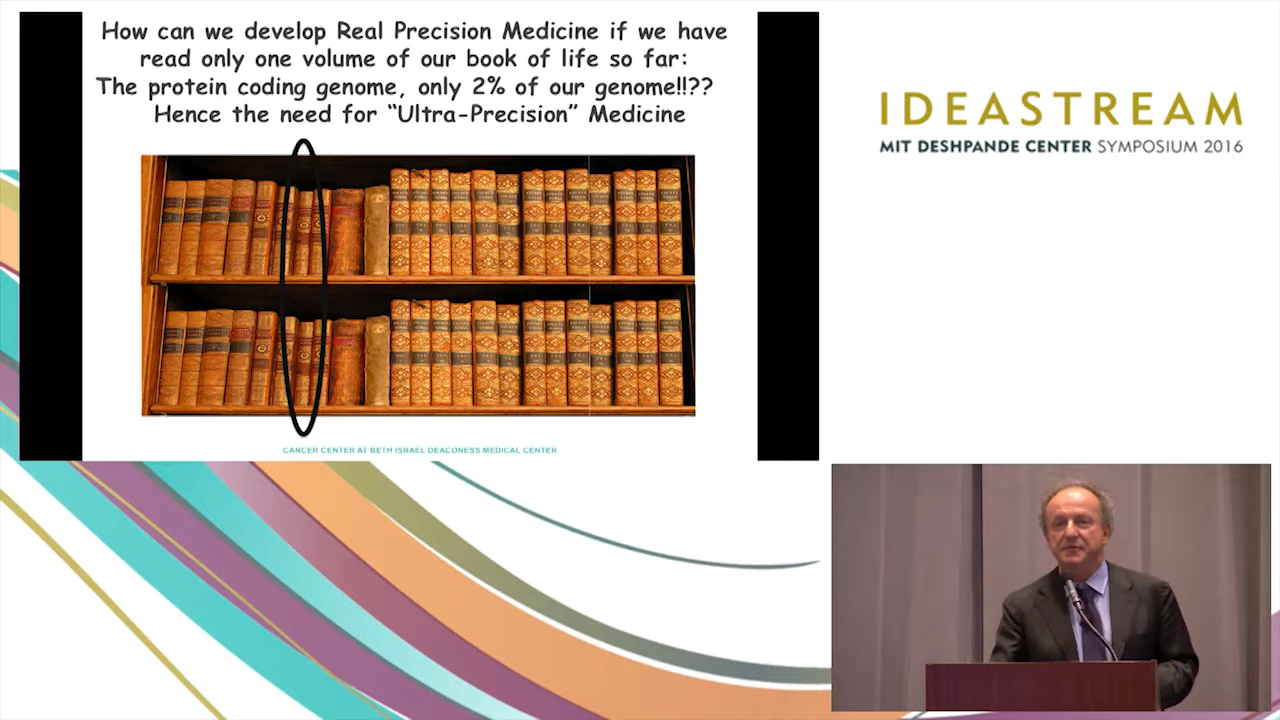 How can we develop Real Precision Medicine if we have
read only one volume of our book of life so far:
The protein coding genome, only 2% of our genome!!??
Hence the need for “Ultra-Precision” Medicine
CANCER CENTER AT BETH ISRAEL DEACONESS MEDICAL CENTER
IDEASTREAM
MIT DESHPANDE CENTER SYMPOSIUM 2016